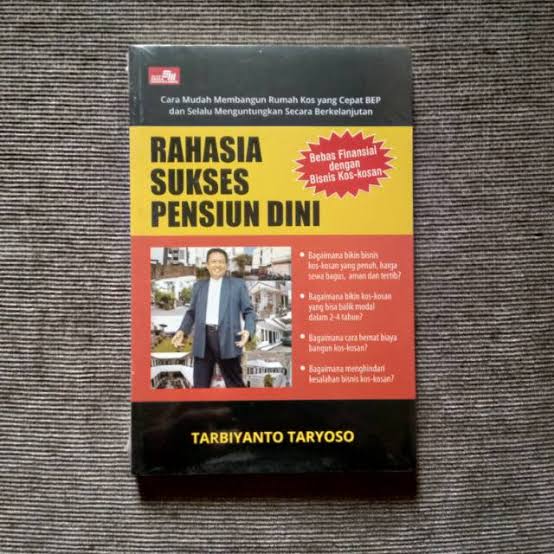 Cara Mudah Membangun Rumah Kos yang Cepat BEP
dan Selalu Menguntungkan Secara Berkelanjutan
RAHASIA
SUKSES
PENSIUN DINI
Bebas Finansial
dengan
Bisnis Kos-kosan
• Bagaimana bikin bisnis
kos-kosan yang penuh, harga
sewa bagus, aman dan tertib?
• Bagaimana bikin kos-kosan
yang bisa balik modal
dalam 2-4 tahun?
• Bagaimana cara hemat biaya
bangun kos-kosan?
• Bagaimana menghindari
kesalahan bisnis kos-kosan?
TARBIYANTO TARYOSO